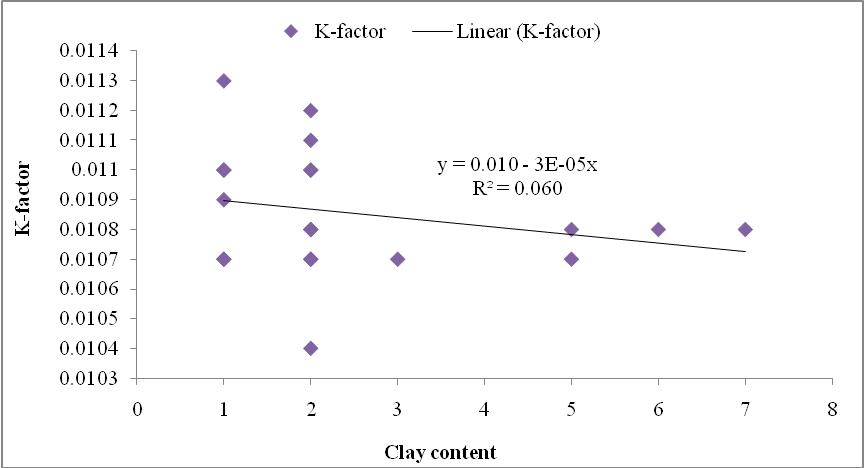 K-factor
Linear (K-factor)
0.0114
0.0113
0.0112
0.0111
0.011
0.0109
0.0108
0.0107
0.0106
0.0105
0.0104
0.0103
K-factor
y = 0.010 - 3E-05x
R² = 0.060
0 1 2 3 4 5 6 7 8
Clay content